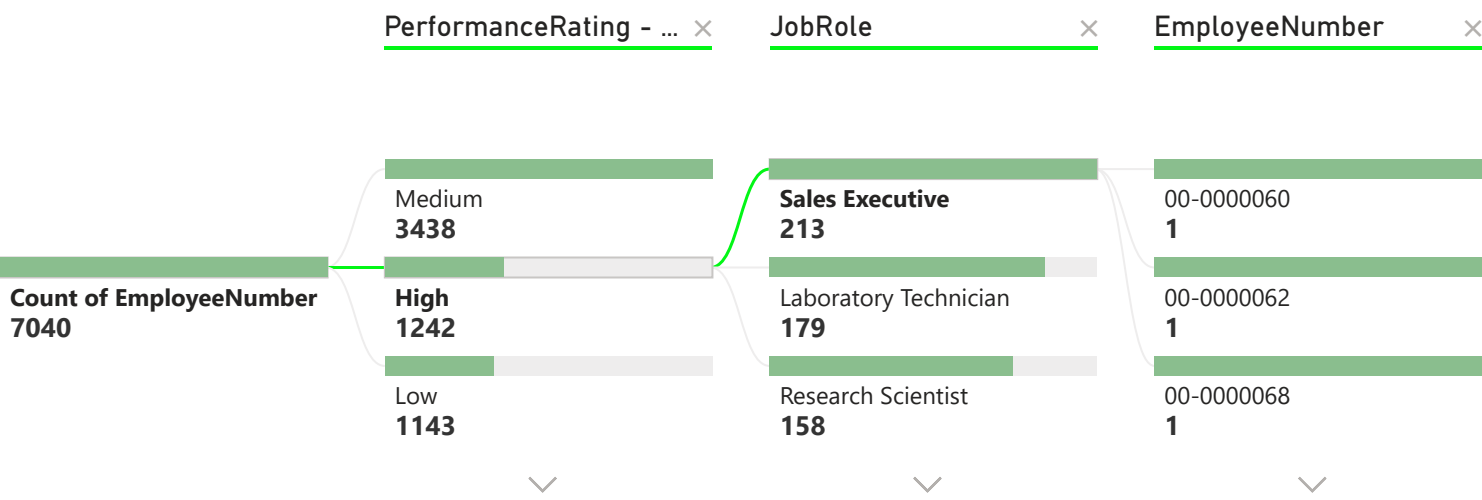 PerformanceRating - ...
JobRole
EmployeeNumber
Count of EmployeeNumber
7040
Medium
3438
High
1242
Low
1143
Sales Executive
213
Laboratory Technician
179
Research Scientist
158
00-0000060
1
00-0000062
1
00-0000068
1